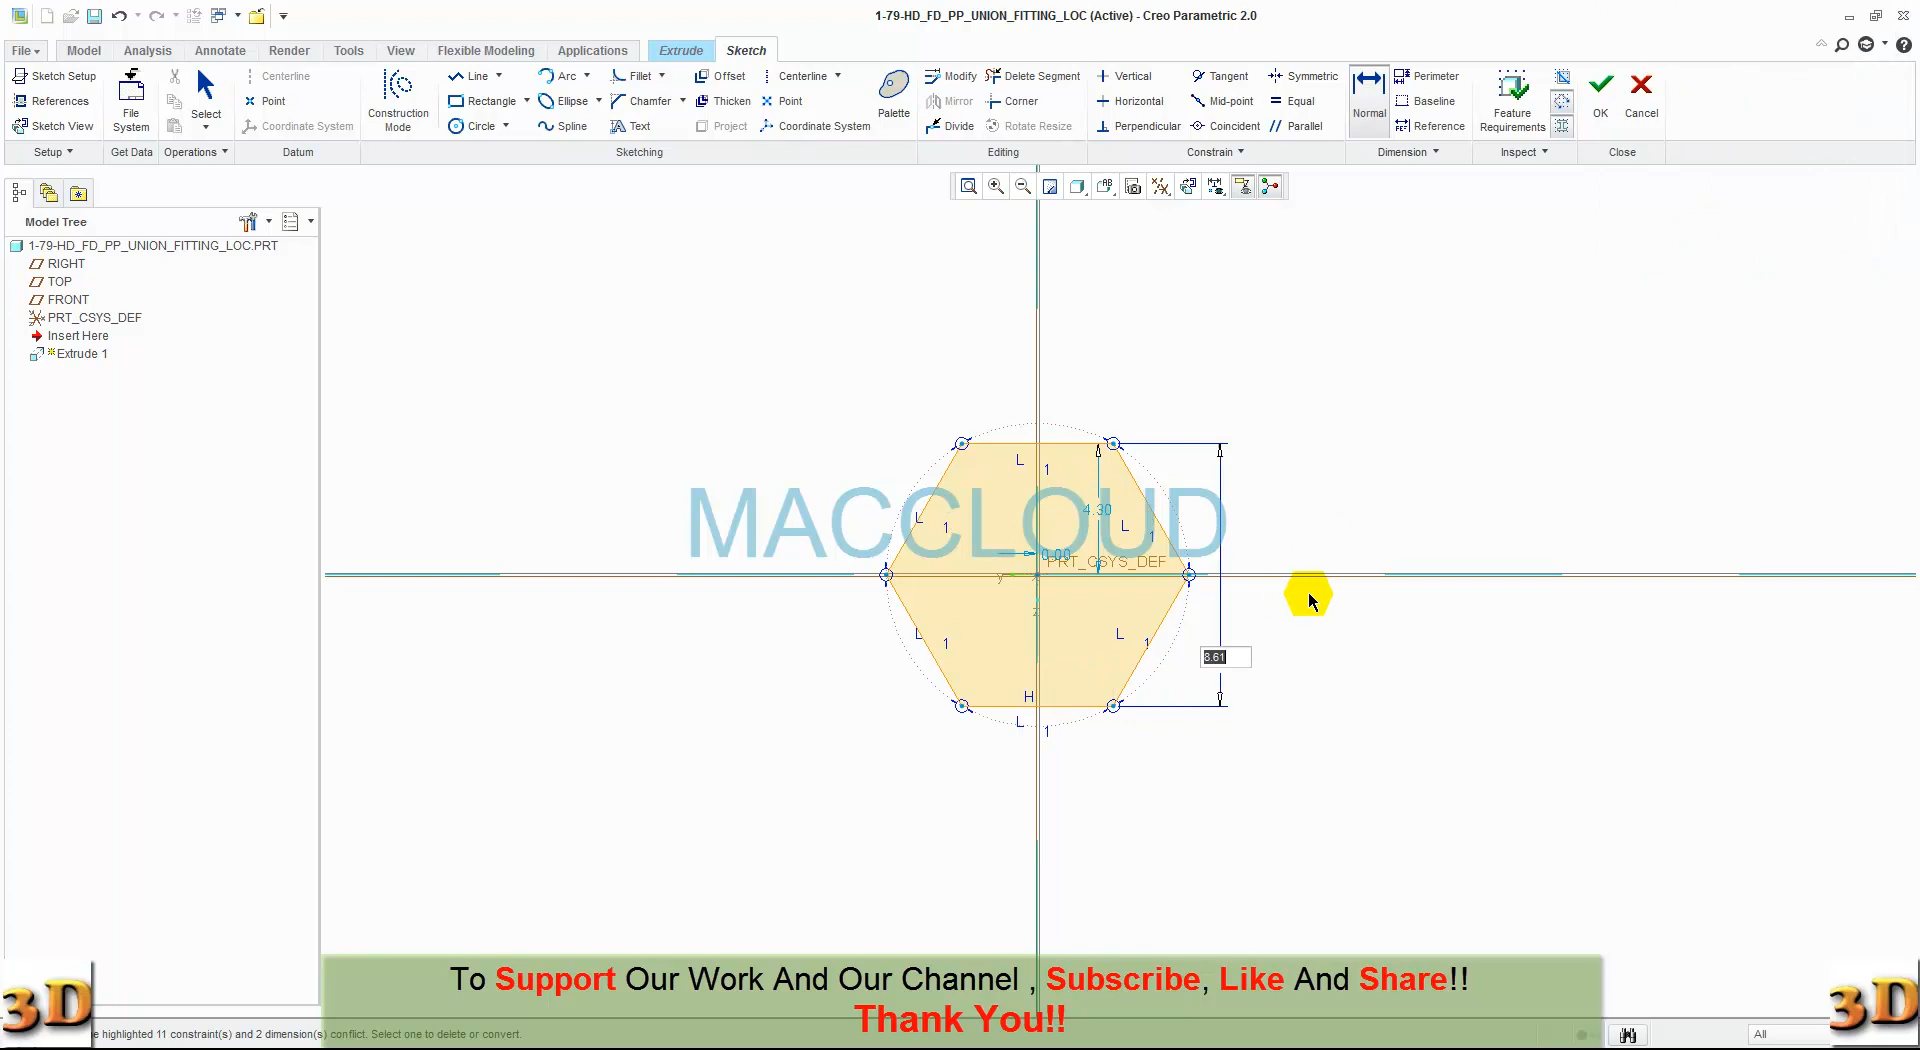 1-79-HD_FD_PP_UNION_FITTING_LOC (Active) - Creo Parametric 2.0
File Model Analysis Annotate Render Tools View Flexible Modeling Applications Extrude Sketch
Sketch Setup
References
Sketch View
Setup
File System
Get Data
Select
Operations
Centerline
Point
Coordinate System
Datum
Construction Mode
Line Arc Fillet Offset Centerline
Rectangle Ellipse Chamfer Thicken Point
Circle Spline Text Project Coordinate System
Palette
Sketching
Modify Delete Segment
Mirror Corner
Divide Rotate Resize
Editing
Vertical Tangent Symmetric
Horizontal Mid-point Equal
Perpendicular Coincident Parallel
Constrain
Normal
Perimeter
Baseline
Reference
Dimension
Feature Requirements
Inspect
OK Cancel
Close
Model Tree
1-79-HD_FD_PP_UNION_FITTING_LOC.PRT
RIGHT
TOP
FRONT
PRT_CSYS_DEF
Insert Here
Extrude 1
L 1
4.30
L 1
L 1
MACCLOUD
0.00
PRT_CSYS_DEF
y
z
L 1
L 1
8.61
H
L 1
To Support Our Work And Our Channel , Subscribe, Like And Share!!
Thank You!!
3D
3D
e highlighted 11 constraint(s) and 2 dimension(s) conflict. Select one to delete or convert.
All